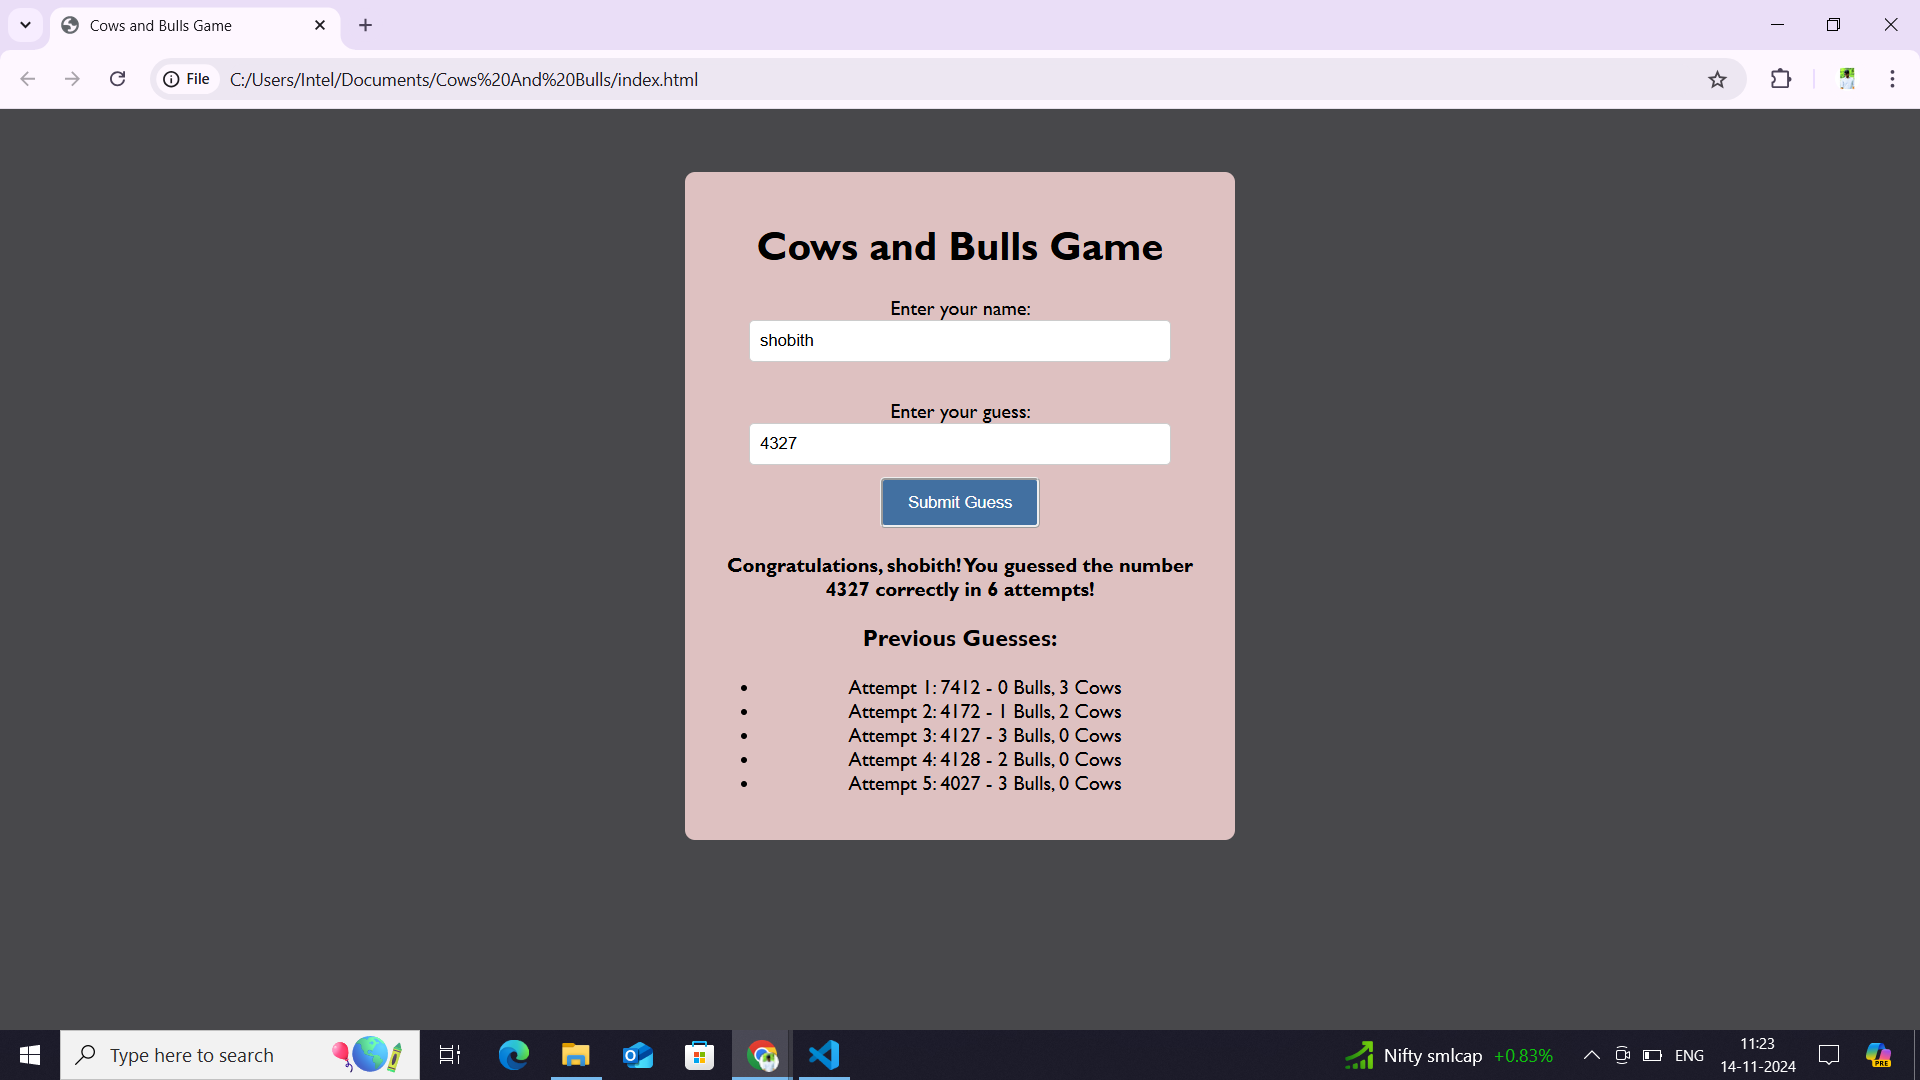 Cows and Bulls Game
File
C:/Users/Intel/Documents/Cows%20And%20Bulls/index.html
Cows and Bulls Game
Enter your name:
shobith
Enter your guess:
4327
Submit Guess
Congratulations, shobith! You guessed the number
4327 correctly in 6 attempts!
Previous Guesses:
• Attempt 1: 7412 - 0 Bulls, 3 Cows
• Attempt 2: 4172 - 1 Bulls, 2 Cows
• Attempt 3: 4127 - 3 Bulls, 0 Cows
• Attempt 4: 4128 - 2 Bulls, 0 Cows
• Attempt 5: 4027 - 3 Bulls, 0 Cows
Type here to search
Nifty smlcap +0.83%
ENG
11:23
14-11-2024
PRE